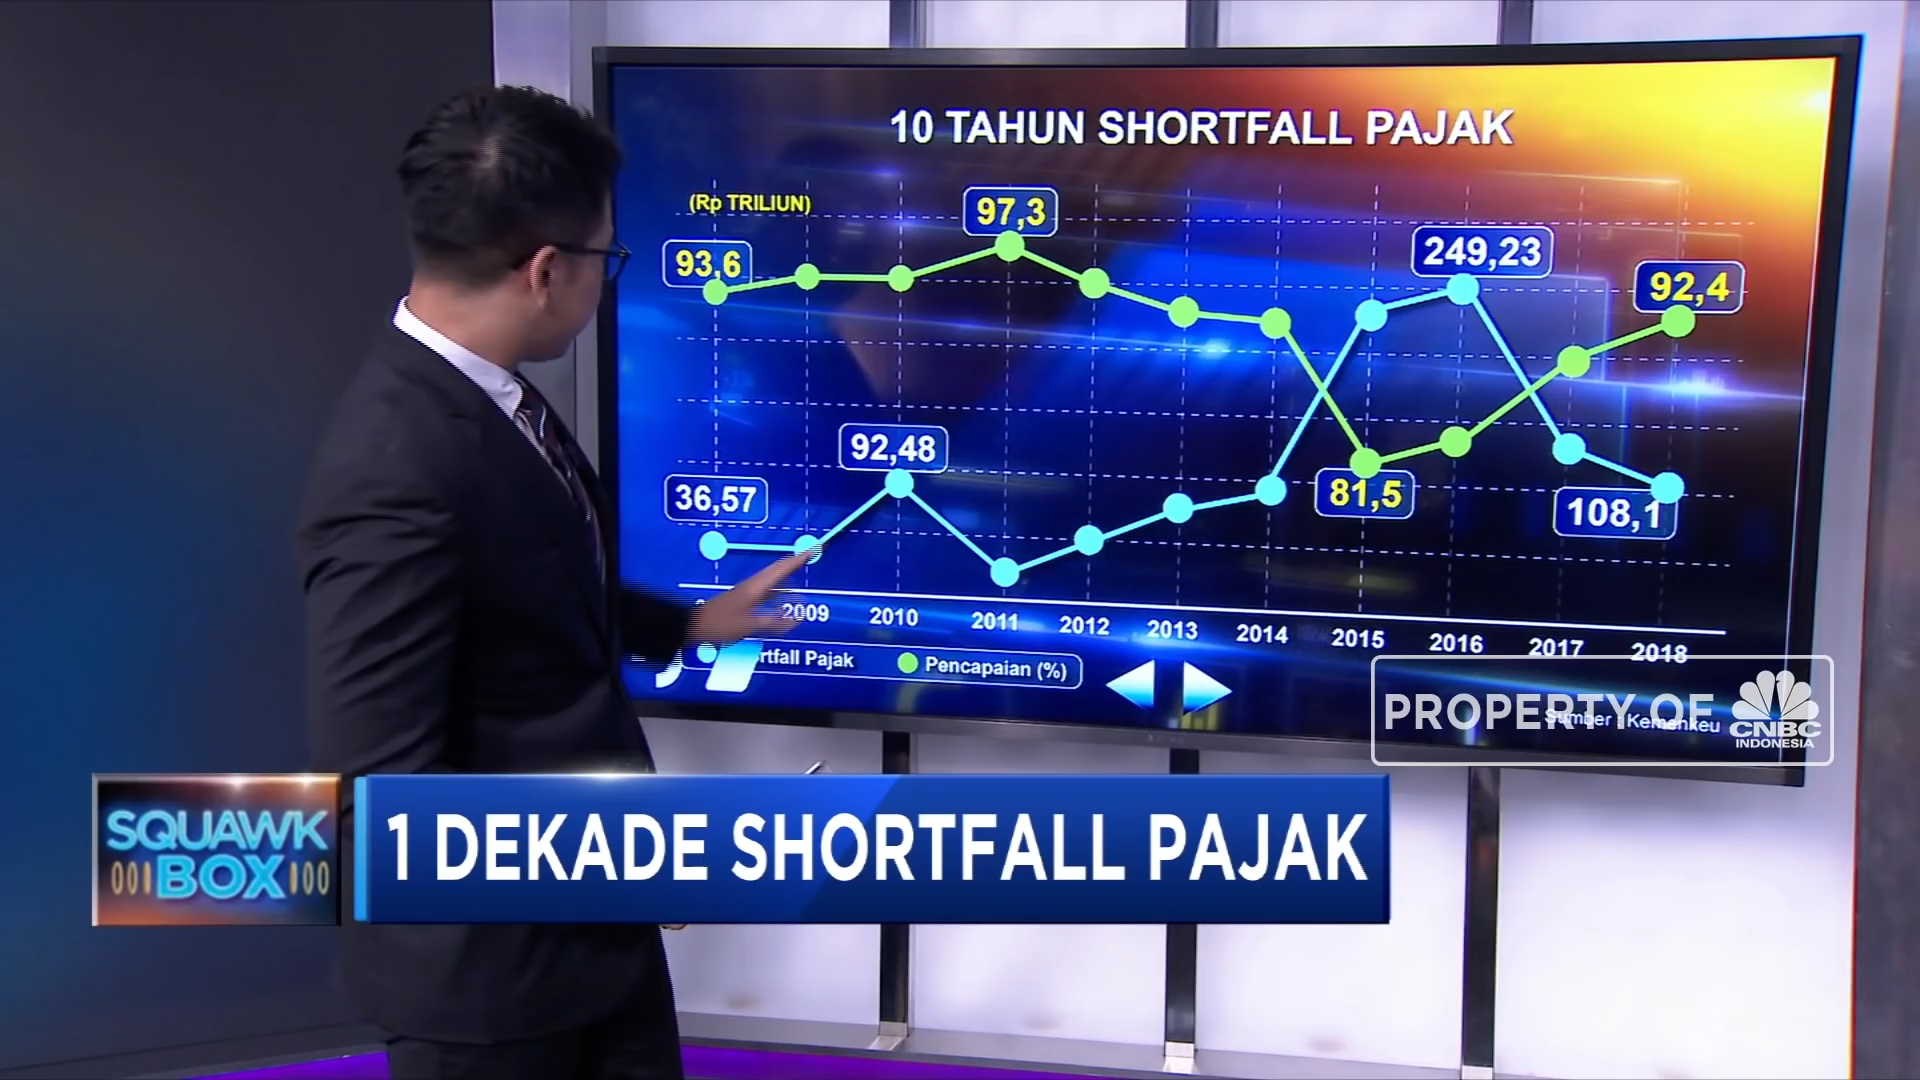 10 TAHUN SHORTFALL PAJAK
(Rp TRILIUN)
97,3
93,6
249,23
92,4
92,48
36,57
81,5
108,1
2009 2010 2011 2012 2013 2014 2015 2016 2017 2018
Pajak Pencapaian (%)
PROPERTY OF CNBC INDONESIA
Sumber : Kemenkeu
SQUAWK
BOX
1 DEKADE SHORTFALL PAJAK